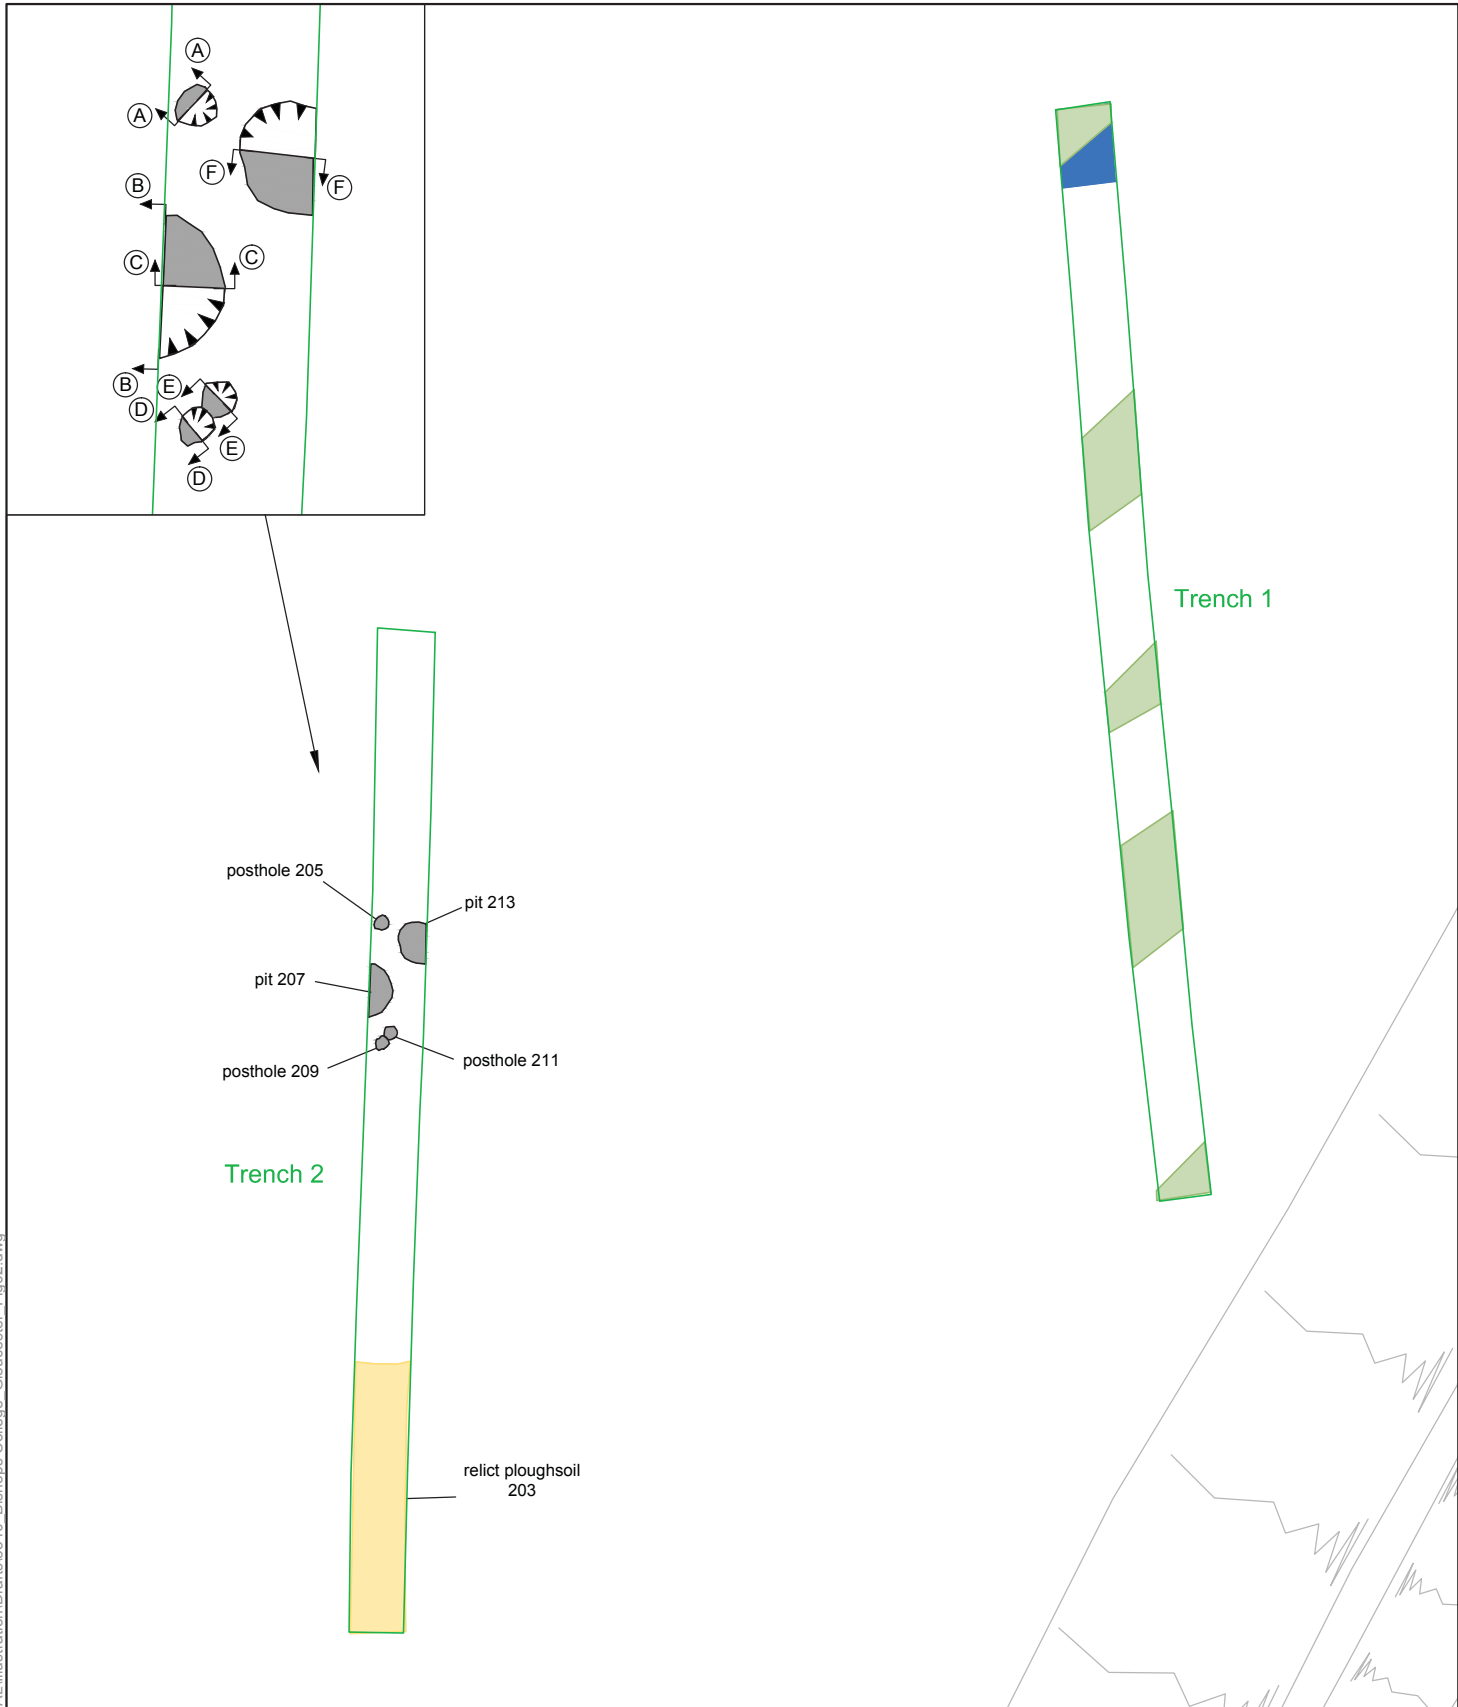 A
A
F
F
B
C
C
B
E
D
E
D
Trench 1
posthole 205
pit 213
pit 207
posthole 211
posthole 209
Trench 2
relict ploughsoil
203